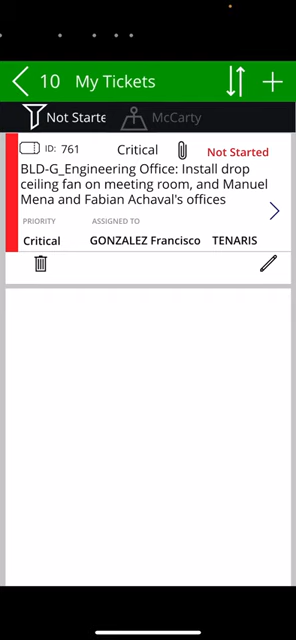 10 My Tickets
Not Starte McCarty
ID: 761 Critical Not Started
BLD-G_Engineering Office: Install drop
ceiling fan on meeting room, and Manuel
Mena and Fabian Achaval's offices
PRIORITY ASSIGNED TO
Critical GONZALEZ Francisco TENARIS